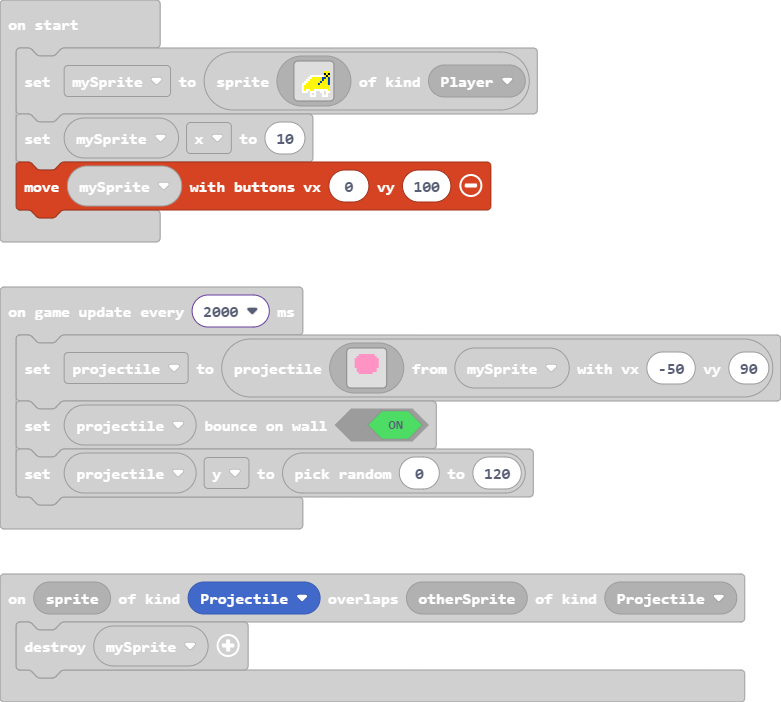 on start
set mySprite to sprite of kind Player
set mySprite x to 10
move mySprite with buttons vx 0 vy 100
on game update every 2000 ms
set projectile to projectile from mySprite with vx -50 vy 90
set projectile bounce on wall ON
set projectile y to pick random 0 to 120
on sprite of kind Projectile overlaps otherSprite of kind Projectile
destroy mySprite